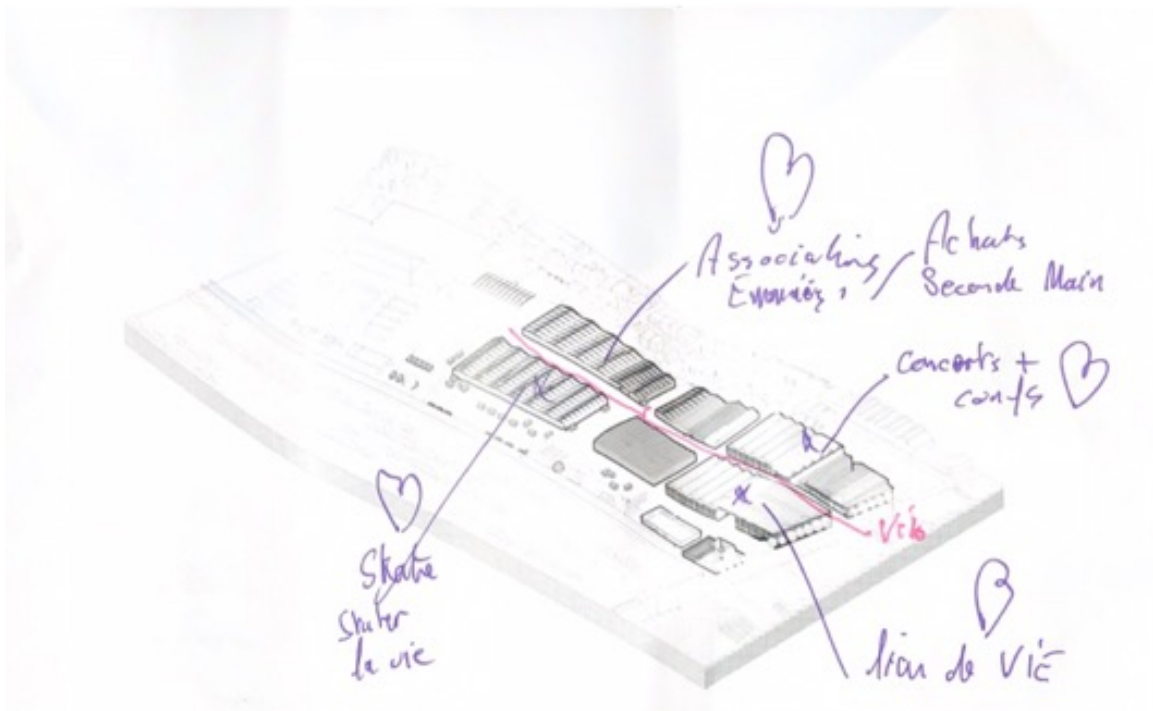 Associations / Achats
Emmaüs, Seconde Main
Concerts +
confs
Vélo
Skate
Skater
la vie
lieu de VIE